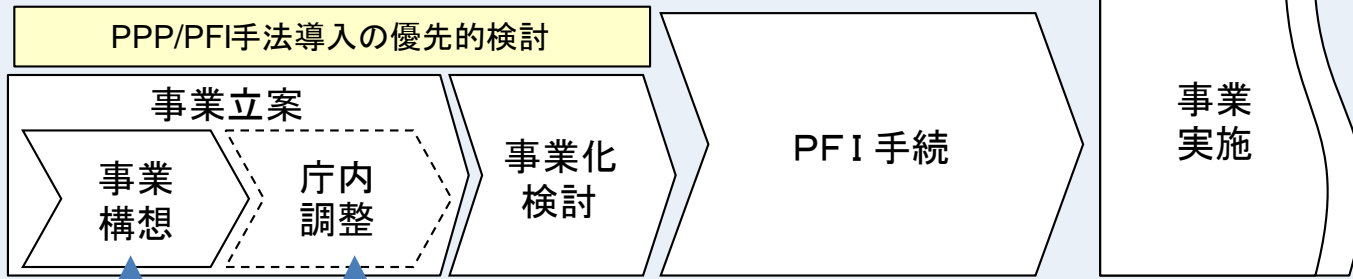 PPP/PFI手法導入の優先的検討
事業立案
事業
構想
庁内
調整
事業化
検討
ＰＦＩ手続
事業
実施